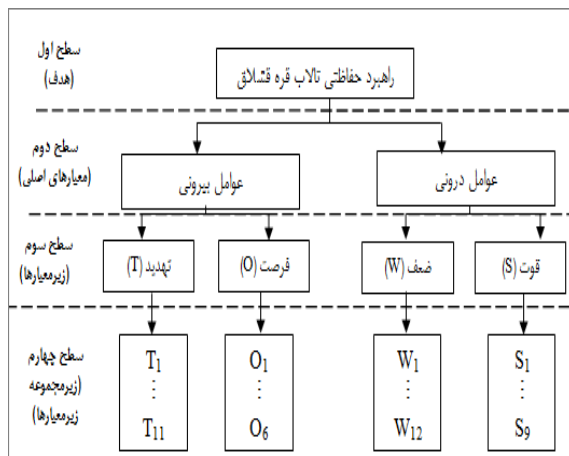 سطح اول
(هدف)
راهبرد حفاظتی تالاب قره قشلاق
سطح دوم
(معیارهای اصلی)
عوامل درونی
عوامل بیرونی
سطح سوم
(زیرمعیارها)
قوت (S)
ضعف (W)
فرصت (O)
تهدید (T)
سطح چهارم
(زیرمجموعه
زیرمعیارها)
S1
⋮
S9
W1
⋮
W12
O1
⋮
O6
T1
⋮
T11